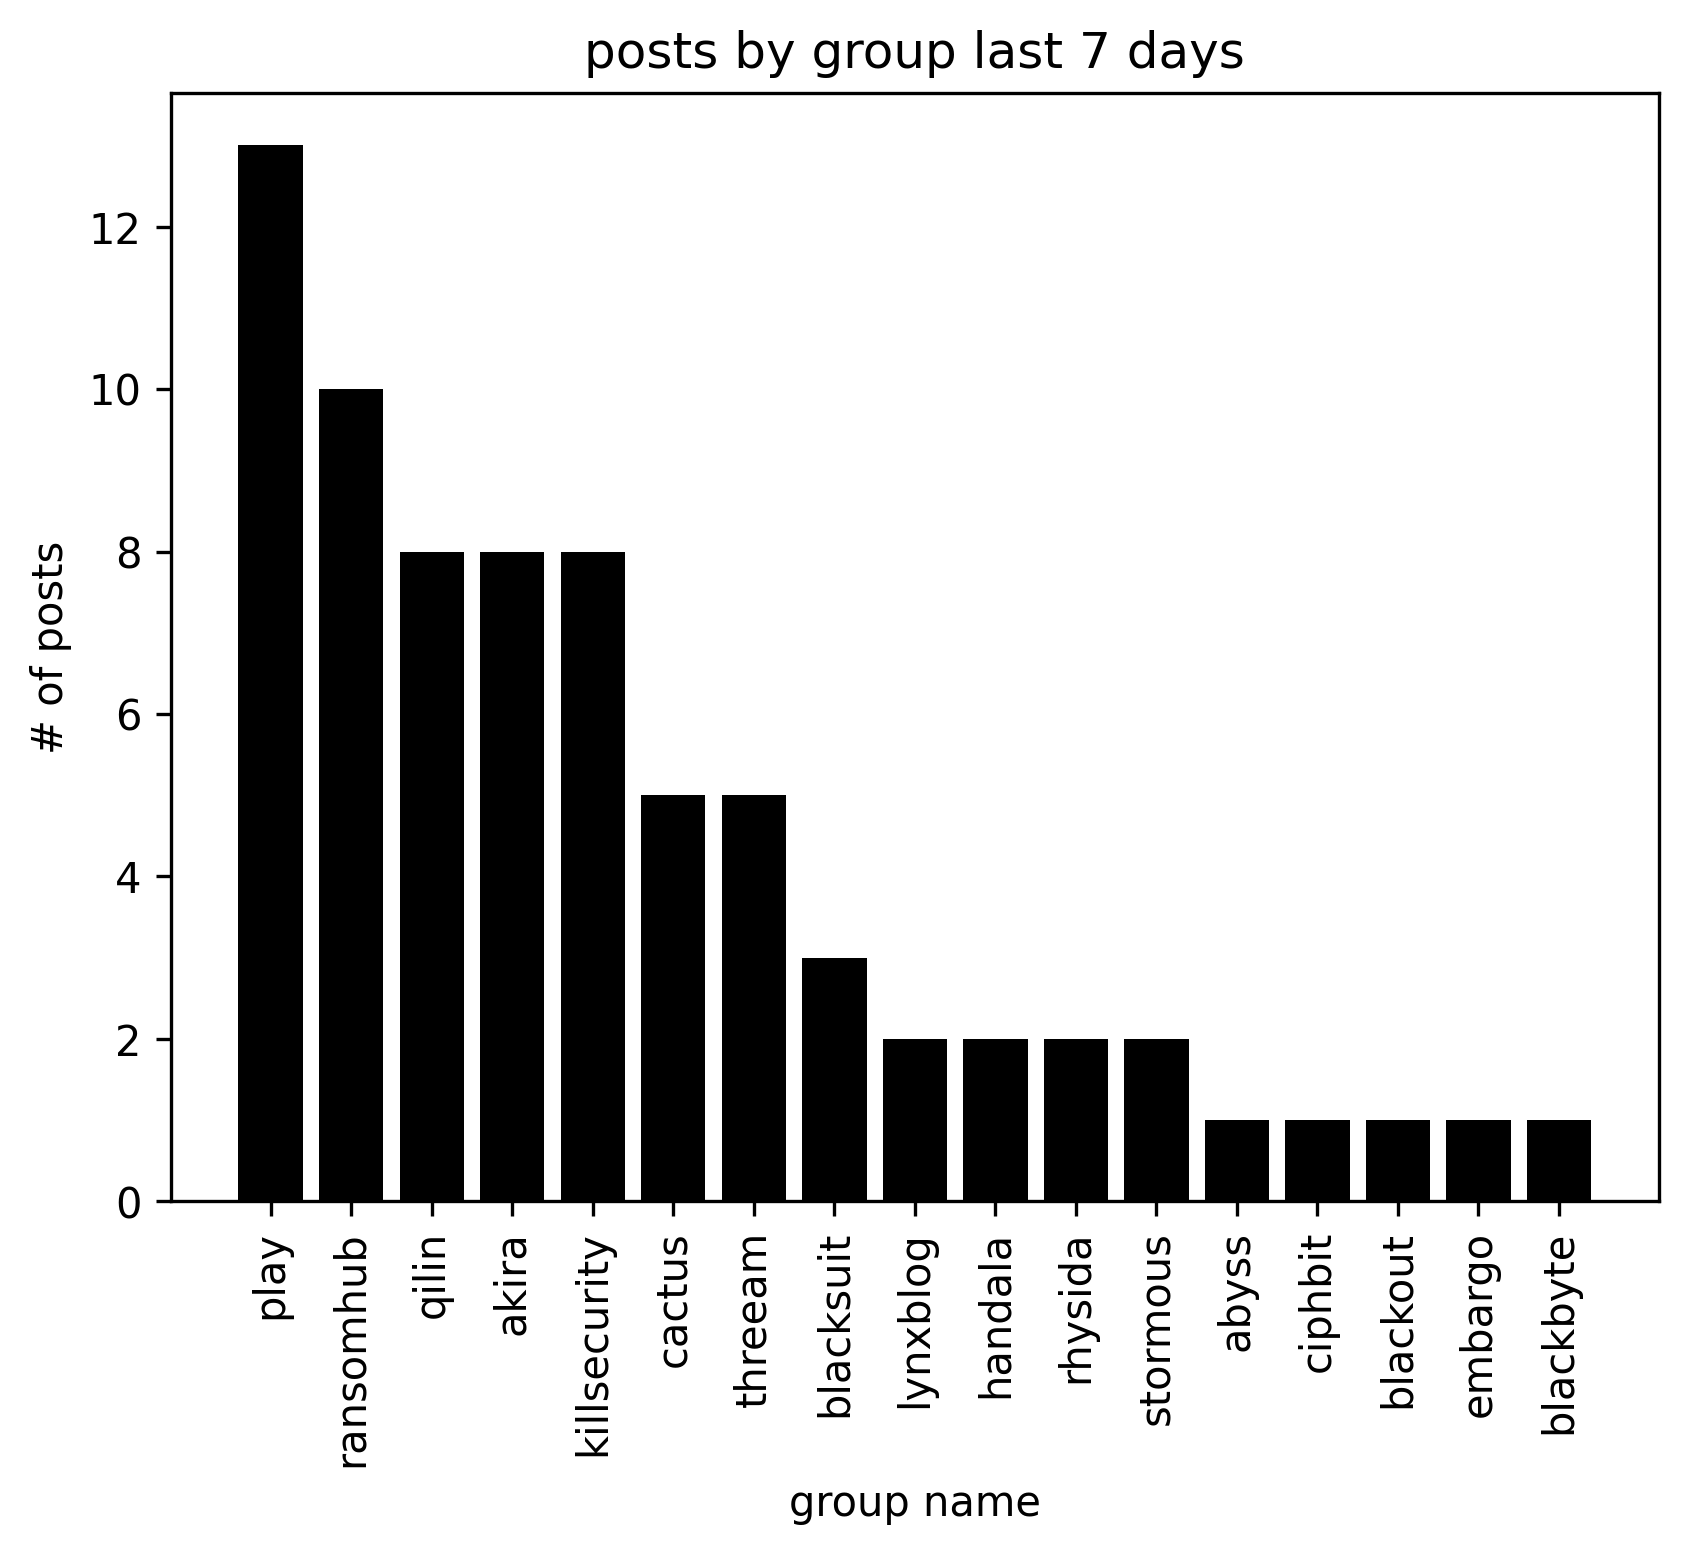 posts by group last 7 days
# of posts
12
10
8
6
4
2
0
play
ransomhub
qilin
akira
killsecurity
cactus
threeam
blacksuit
lynxblog
handala
rhysida
stormous
abyss
ciphbit
blackout
embargo
blackbyte
group name